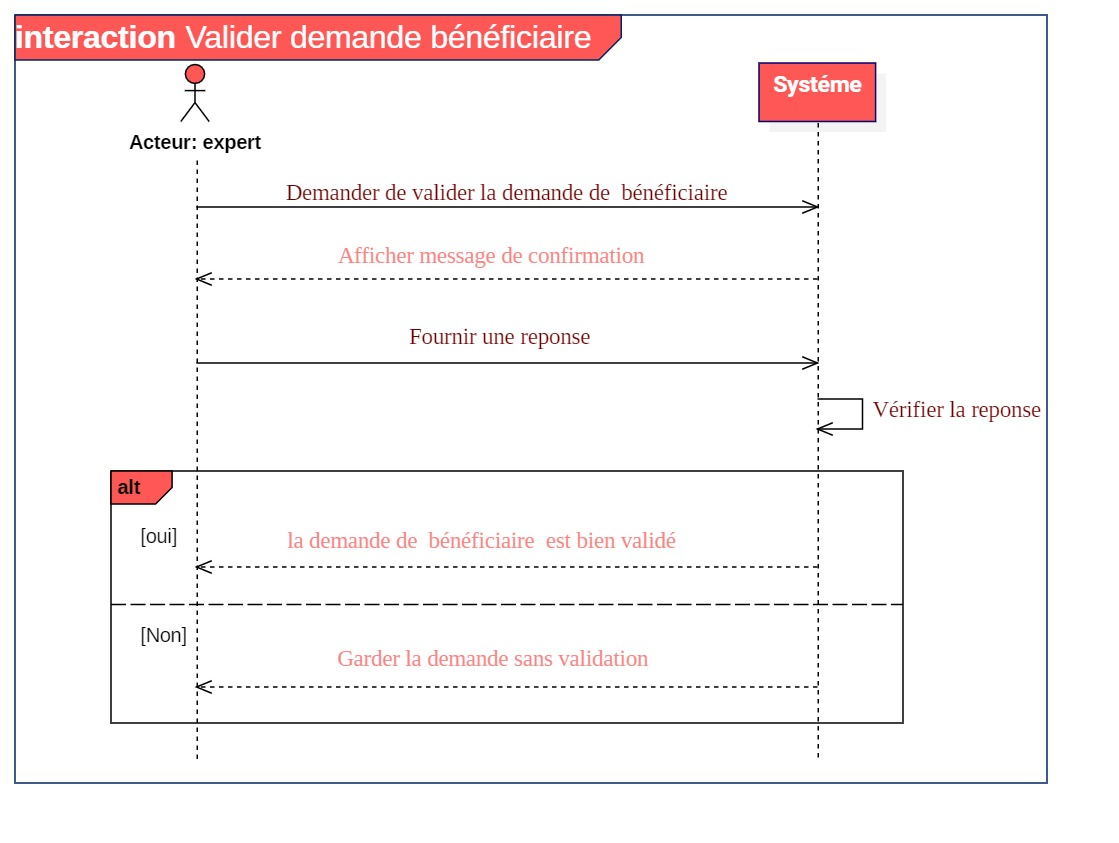 interaction Valider demande bénéficiaire
Systéme
Acteur: expert
Demander de valider la demande de  bénéficiaire
Afficher message de confirmation
Fournir une reponse
Vérifier la reponse
alt
[oui]
la demande de  bénéficiaire  est bien validé
[Non]
Garder la demande sans validation